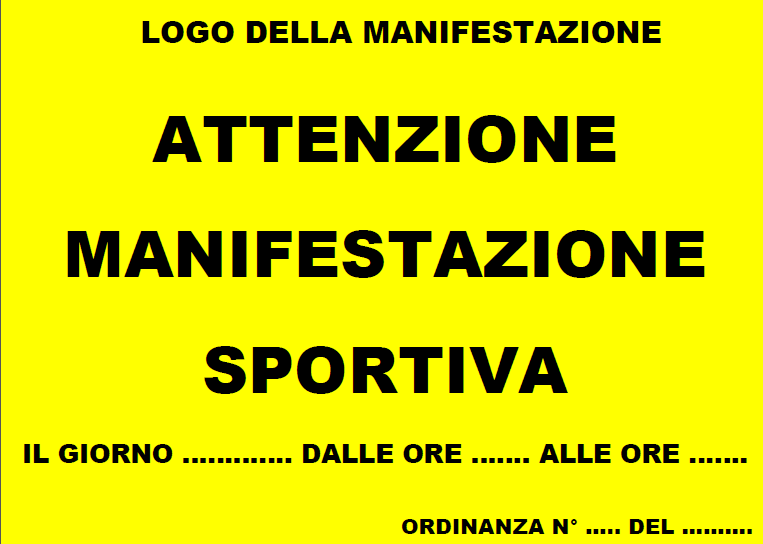 LOGO DELLA MANIFESTAZIONE
ATTENZIONE
MANIFESTAZIONE
SPORTIVA
IL GIORNO ............. DALLE ORE ....... ALLE ORE .......
ORDINANZA N° ..... DEL ..........